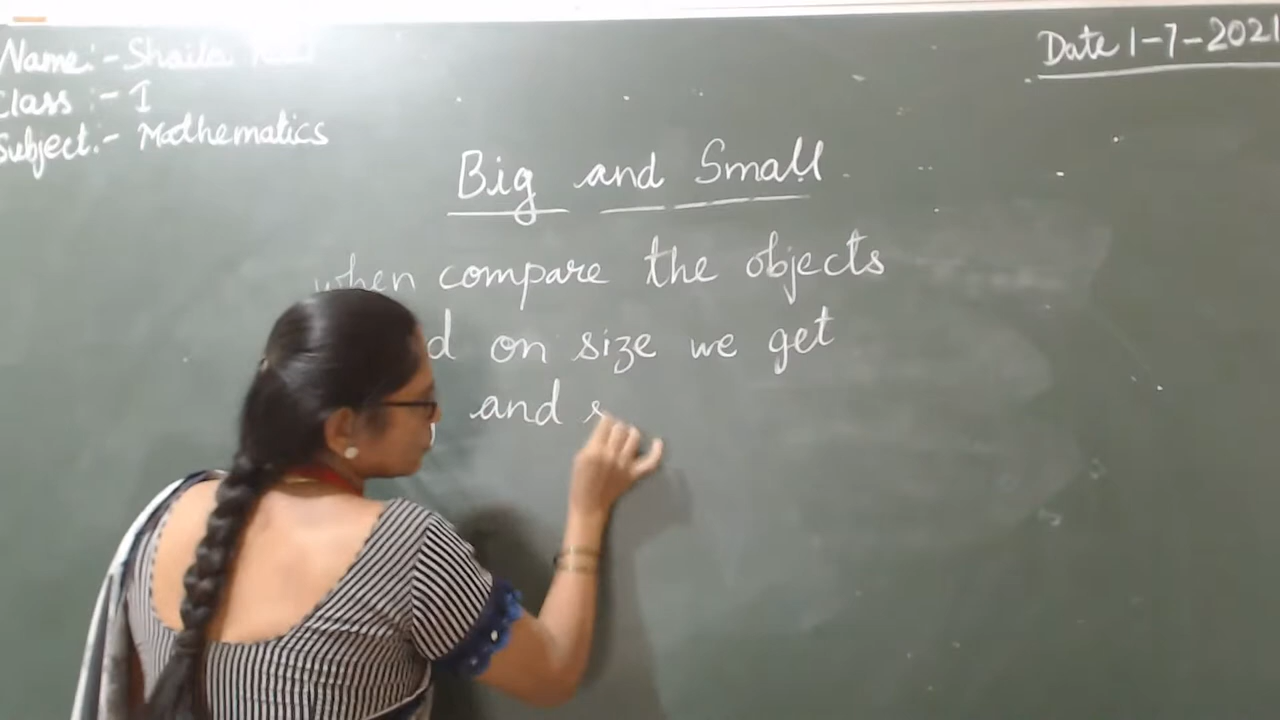 Name:- Shaila
Class :- I
Subject:- Mathematics
Date 1-7-2021
Big and Small
when compare the objects
d on size we get
and s